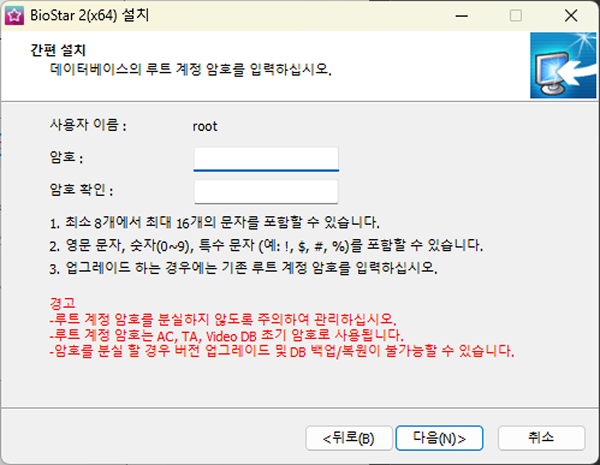 BioStar 2(x64) 설치
간편 설치
데이터베이스의 루트 계정 암호를 입력하십시오.
사용자 이름 : root
암호 :
암호 확인 :
1. 최소 8개에서 최대 16개의 문자를 포함할 수 있습니다.
2. 영문 문자, 숫자(0~9), 특수 문자 (예: !, $, #, %)를 포함할 수 있습니다.
3. 업그레이드 하는 경우에는 기존 루트 계정 암호를 입력하십시오.
경고
-루트 계정 암호를 분실하지 않도록 주의하여 관리하십시오.
-루트 계정 암호는 AC, TA, Video DB 초기 암호로 사용됩니다.
-암호를 분실 할 경우 버전 업그레이드 및 DB 백업/복원이 불가능할 수 있습니다.
<뒤로(B) 다음(N)> 취소